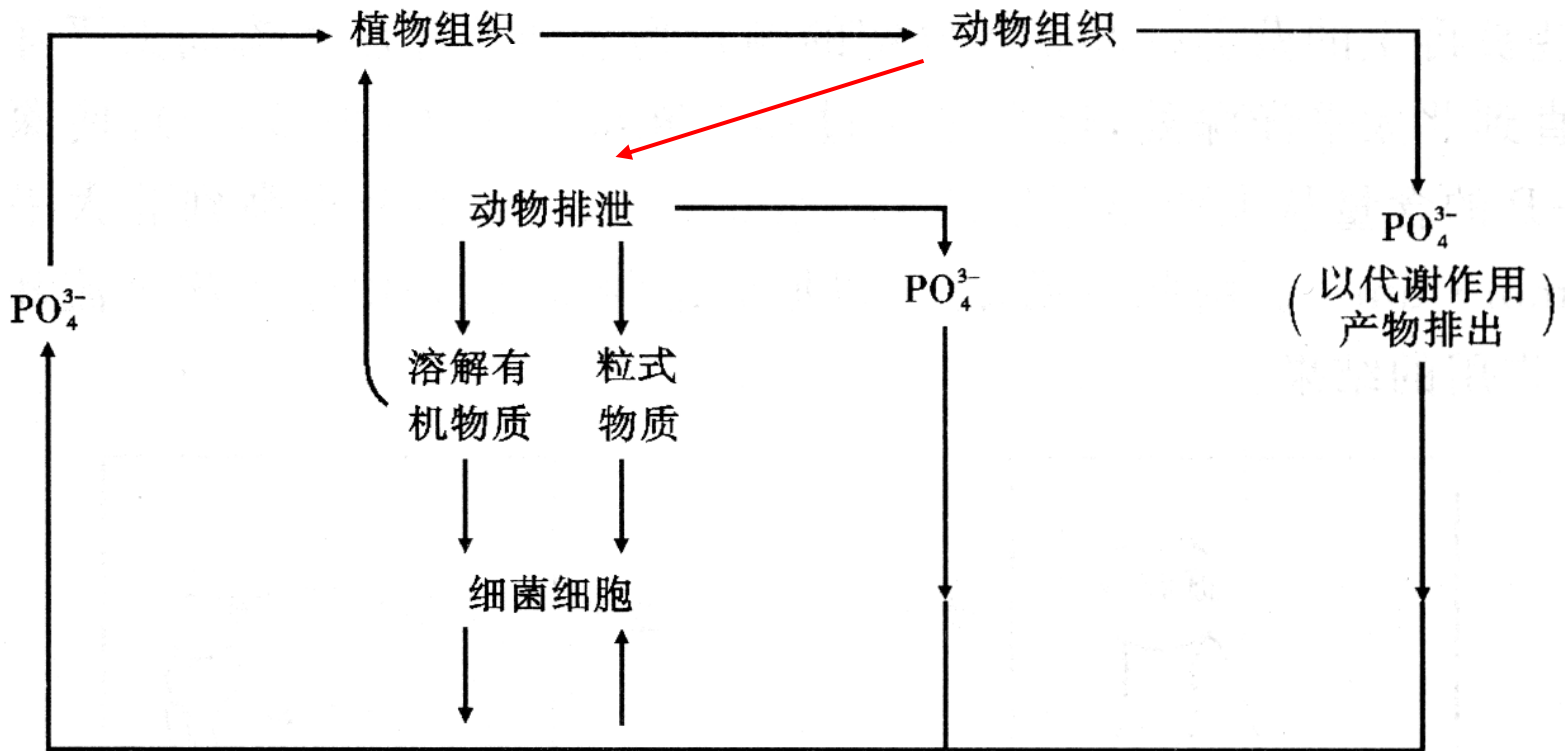 植物组织
动物组织
动物排泄
PO₄³⁻
PO₄³⁻
PO₄³⁻
(以代谢作用
产物排出)
溶解有
机物质
粒式
物质
细菌细胞